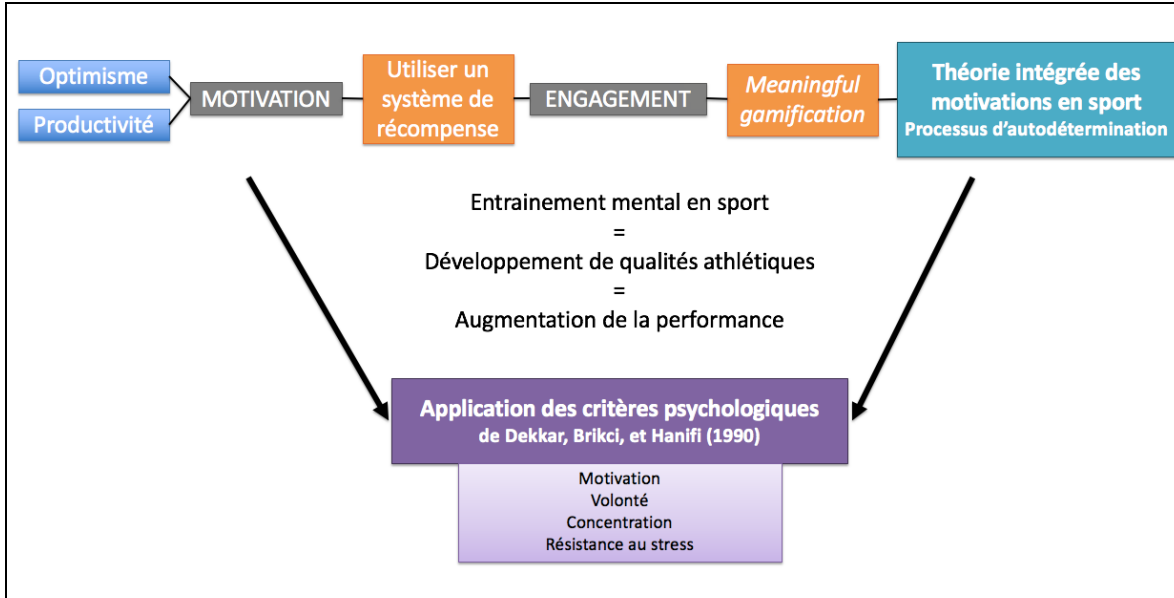 Optimisme
Productivité
MOTIVATION
Utiliser un
système de
récompense
ENGAGEMENT
Meaningful
gamification
Théorie intégrée des
motivations en sport
Processus d'autodétermination
Entrainement mental en sport
=
Développement de qualités athlétiques
=
Augmentation de la performance
Application des critères psychologiques
de Dekkar, Brikci, et Hanifi (1990)
Motivation
Volonté
Concentration
Résistance au stress